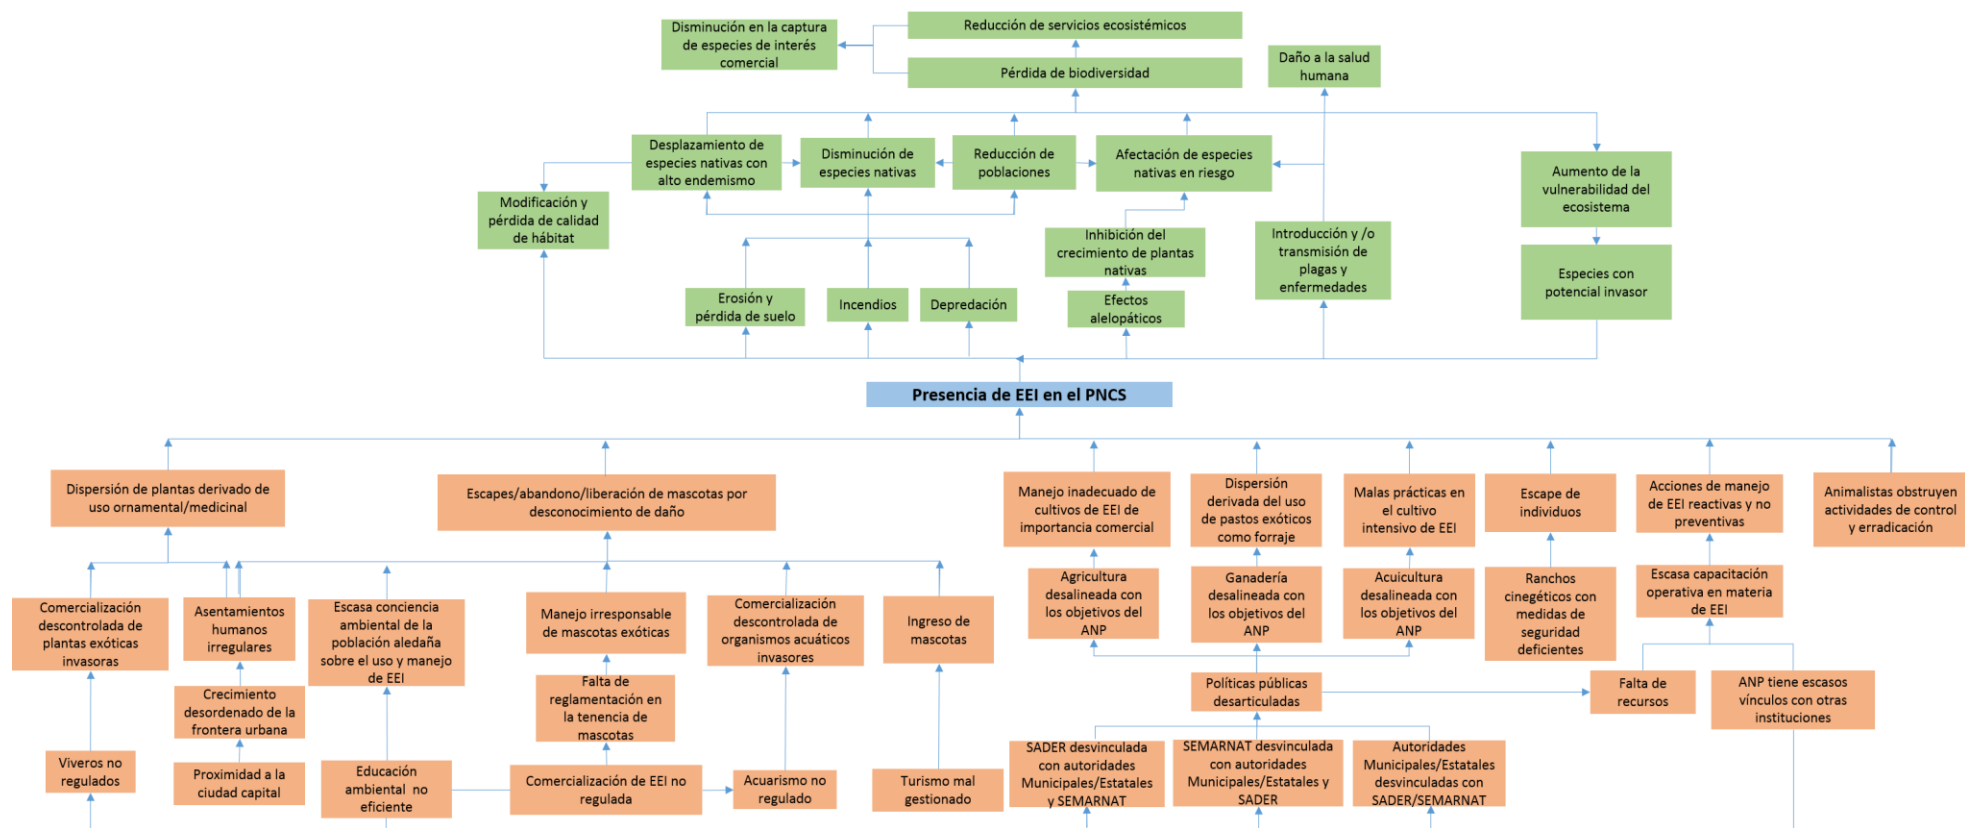 Disminución en la captura
de especies de interés
comercial
Reducción de servicios ecosistémicos
Pérdida de biodiversidad
Daño a la salud
humana
Desplazamiento de
especies nativas con
alto endemismo
Disminución de
especies nativas
Reducción de
poblaciones
Afectación de especies
nativas en riesgo
Aumento de la
vulnerabilidad del
ecosistema
Modificación y
pérdida de calidad
de hábitat
Inhibición del
crecimiento de plantas
nativas
Introducción y /o
transmisión de
plagas y
enfermedades
Especies con
potencial invasor
Erosión y
pérdida de suelo
Incendios
Depredación
Efectos
alelopáticos
Presencia de EEI en el PNCS
Dispersión de plantas derivado de
uso ornamental/medicinal
Escapes/abandono/liberación de mascotas por
desconocimiento de daño
Manejo inadecuado de
cultivos de EEI de
importancia comercial
Dispersión
derivada del uso
de pastos exóticos
como forraje
Malas prácticas en
el cultivo
intensivo de EEI
Escape de
individuos
Acciones de manejo
de EEI reactivas y no
preventivas
Animalistas obstruyen
actividades de control
y erradicación
Comercialización
descontrolada de
plantas exóticas
invasoras
Asentamientos
humanos
irregulares
Escasa conciencia
ambiental de la
población aledaña
sobre el uso y manejo
de EEI
Manejo irresponsable
de mascotas exóticas
Comercialización
descontrolada de
organismos acuáticos
invasores
Ingreso de
mascotas
Agricultura
desalineada con
los objetivos del
ANP
Ganadería
desalineada con
los objetivos del
ANP
Acuicultura
desalineada con
los objetivos del
ANP
Ranchos
cinegéticos con
medidas de
seguridad
deficientes
Escasa capacitación
operativa en materia
de EEI
Crecimiento
desordenado de la
frontera urbana
Falta de
reglamentación en
la tenencia de
mascotas
Políticas públicas
desarticuladas
Falta de
recursos
ANP tiene escasos
vínculos con otras
instituciones
Viveros no
regulados
Proximidad a la
ciudad capital
Educación
ambiental no
eficiente
Comercialización de EEI no
regulada
Acuarismo no
regulado
Turismo mal
gestionado
SADER desvinculada
con autoridades
Municipales/Estatales
y SEMARNAT
SEMARNAT desvinculada
con autoridades
Municipales/Estatales y
SADER
Autoridades
Municipales/Estatales
desvinculadas con
SADER/SEMARNAT